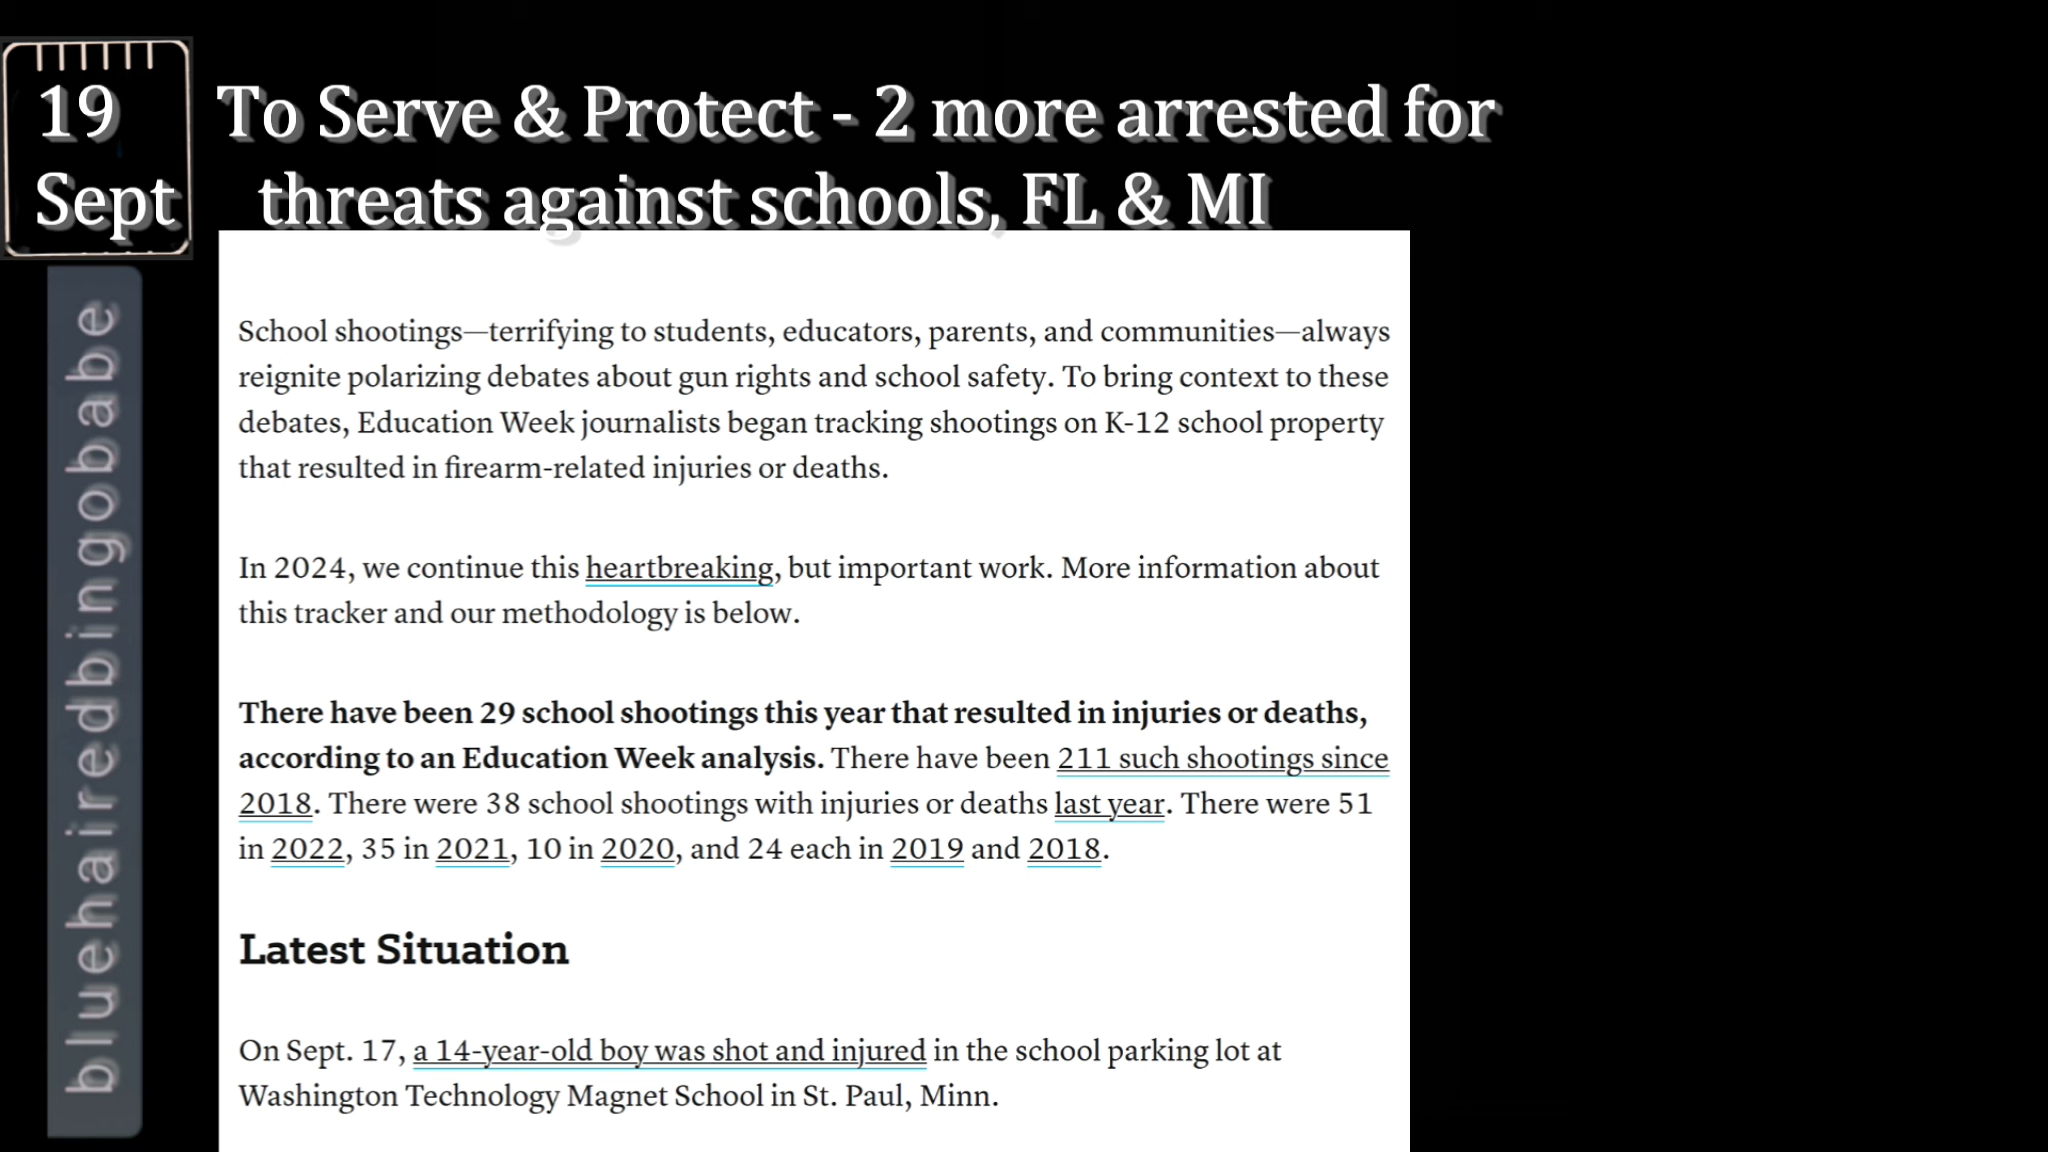 19
Sept
To Serve & Protect - 2 more arrested for
threats against schools, FL & MI
bluehairedbingobabe
School shootings—terrifying to students, educators, parents, and communities—always
reignite polarizing debates about gun rights and school safety. To bring context to these
debates, Education Week journalists began tracking shootings on K-12 school property
that resulted in firearm-related injuries or deaths.
In 2024, we continue this heartbreaking, but important work. More information about
this tracker and our methodology is below.
There have been 29 school shootings this year that resulted in injuries or deaths,
according to an Education Week analysis. There have been 211 such shootings since
2018. There were 38 school shootings with injuries or deaths last year. There were 51
in 2022, 35 in 2021, 10 in 2020, and 24 each in 2019 and 2018.
Latest Situation
On Sept. 17, a 14-year-old boy was shot and injured in the school parking lot at
Washington Technology Magnet School in St. Paul, Minn.